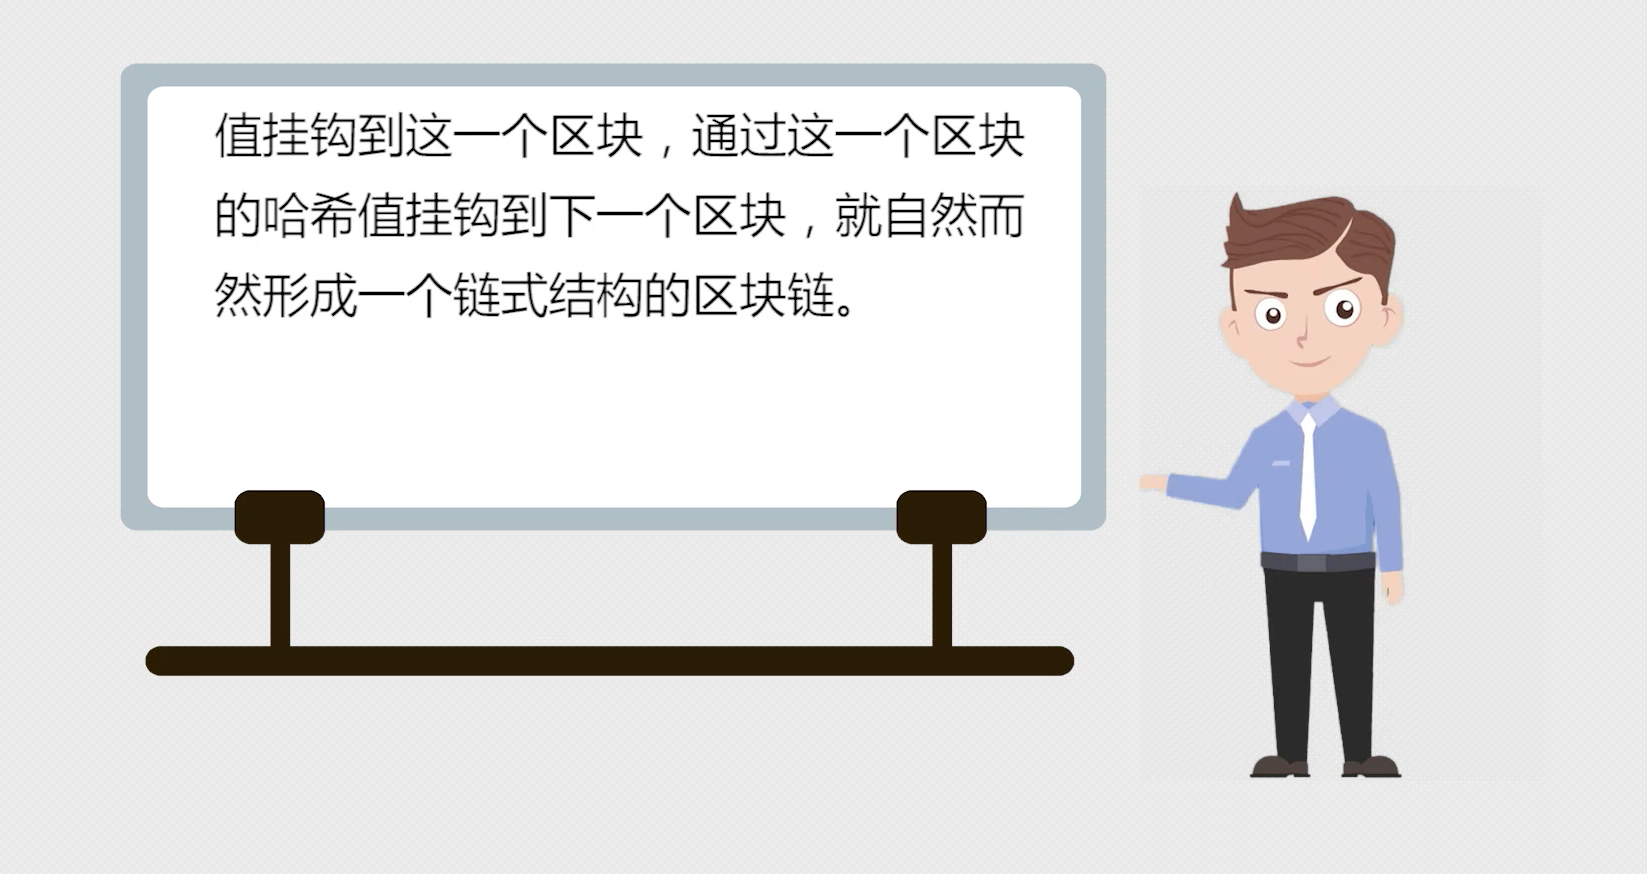 值挂钩到这一个区块，通过这一个区块
的哈希值挂钩到下一个区块，就自然而
然形成一个链式结构的区块链。